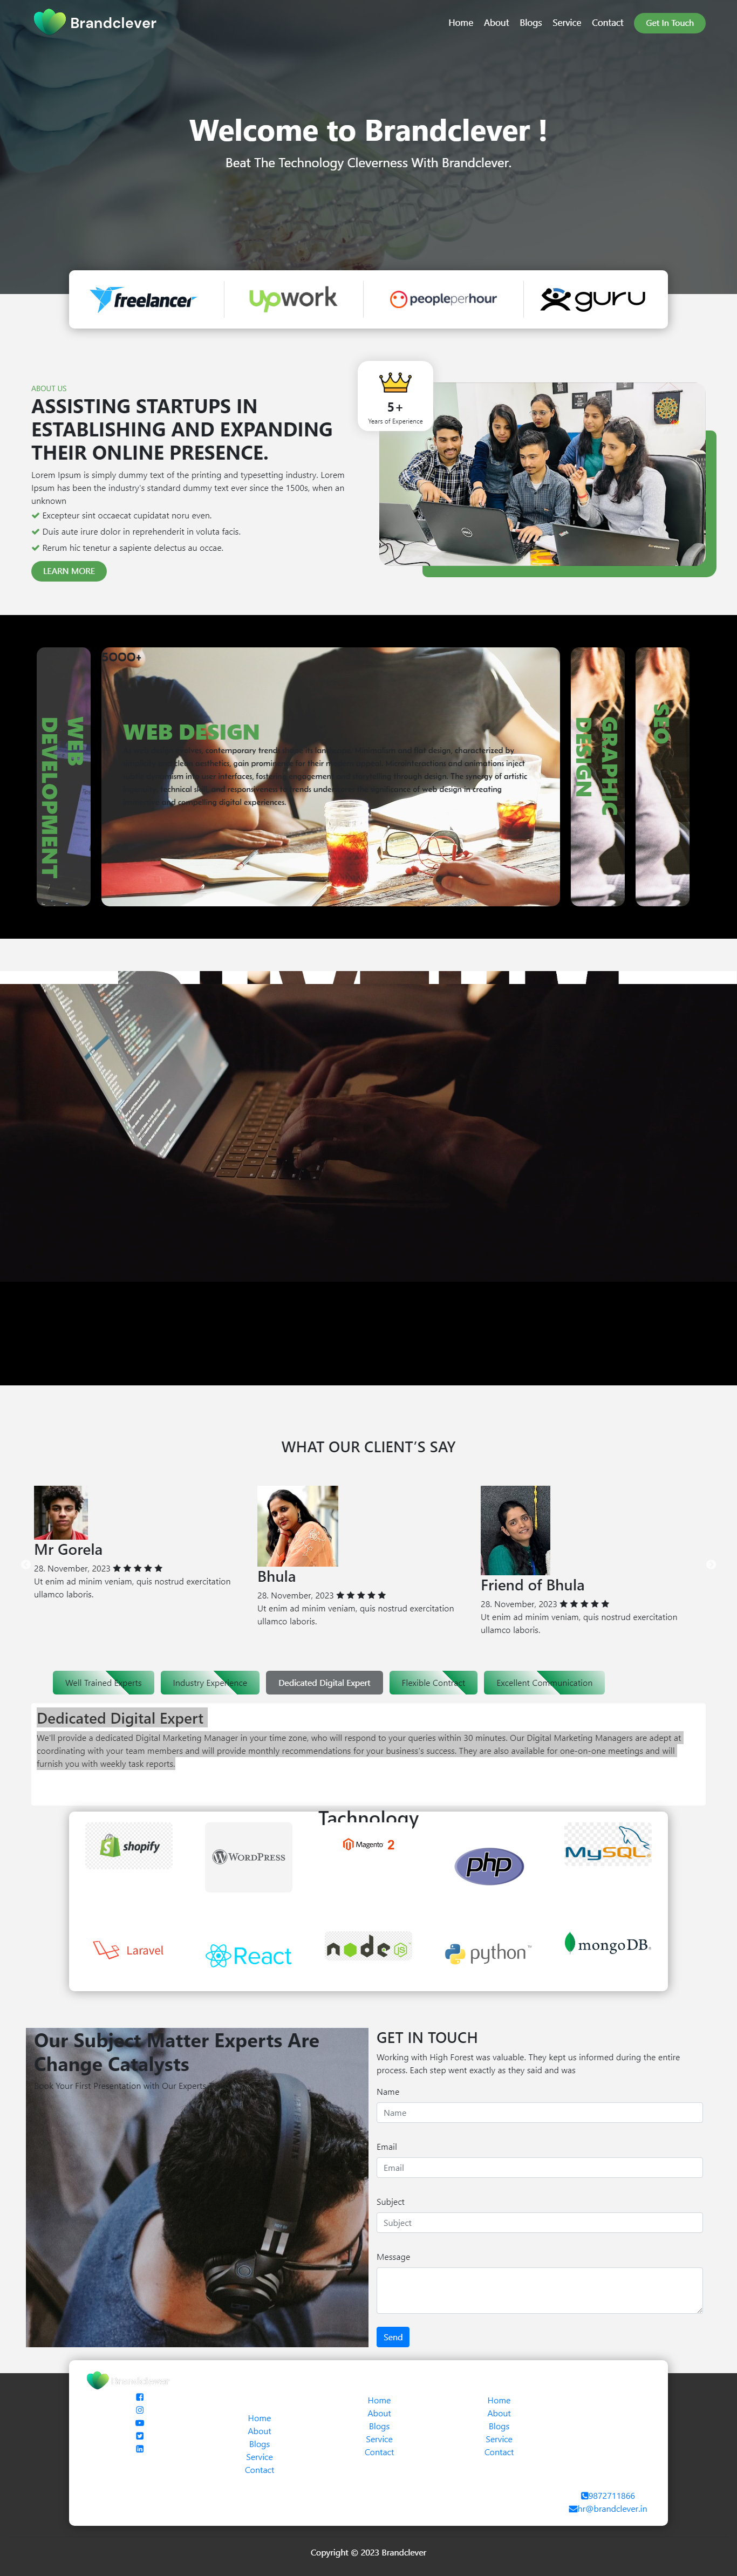 Brandclever
Home About Blogs Service Contact Get In Touch
Welcome to Brandclever !
Beat The Technology Cleverness With Brandclever.
freelancer
upwork
peopleperhour
guru
ABOUT US
ASSISTING STARTUPS IN
ESTABLISHING AND EXPANDING
THEIR ONLINE PRESENCE.
Lorem Ipsum is simply dummy text of the printing and typesetting industry. Lorem
Ipsum has been the industry's standard dummy text ever since the 1500s, when an
unknown
Excepteur sint occaecat cupidatat noru even.
Duis aute irure dolor in reprehenderit in voluta facis.
Rerum hic tenetur a sapiente delectus au occae.
LEARN MORE
5+
Years of Experience
WEB
DEVELOPMENT
5000+
WEB DESIGN
contemporary trends
design, characterized by
aesthetics, gain prominence for their
and animations inject
interfaces,
through design. The synergy of artistic
technical skill, and responsiveness to trends
significance of web design in creating
and compelling digital experiences.
GRAPHIC
DESIGN
SEO
WHAT OUR CLIENT'S SAY
Mr Gorela
28. November, 2023
Ut enim ad minim veniam, quis nostrud exercitation
ullamco laboris.
Bhula
28. November, 2023
Ut enim ad minim veniam, quis nostrud exercitation
ullamco laboris.
Friend of Bhula
28. November, 2023
Ut enim ad minim veniam, quis nostrud exercitation
ullamco laboris.
Well Trained Experts
Industry Experience
Dedicated Digital Expert
Flexible Contract
Excellent Communication
Dedicated Digital Expert
We'll provide a dedicated Digital Marketing Manager in your time zone, who will respond to your queries within 30 minutes. Our Digital Marketing Managers are adept at
coordinating with your team members and will provide monthly recommendations for your business's success. They are also available for one-on-one meetings and will
furnish you with weekly task reports.
Technology
shopify
WORDPRESS
Magento 2
php
MySQL
Laravel
React
node
JS
python
mongoDB
Our Subject Matter Experts Are
Change Catalysts
Book Your First Presentation with Our Experts
GET IN TOUCH
Working with High Forest was valuable. They kept us informed during the entire
process. Each step went exactly as they said and was
Name
Name
Email
Email
Subject
Subject
Message
Send
Brandclever
Home
About
Blogs
Service
Contact
Home
About
Blogs
Service
Contact
Home
About
Blogs
Service
Contact
9872711866
hr@brandclever.in
Copyright © 2023 Brandclever